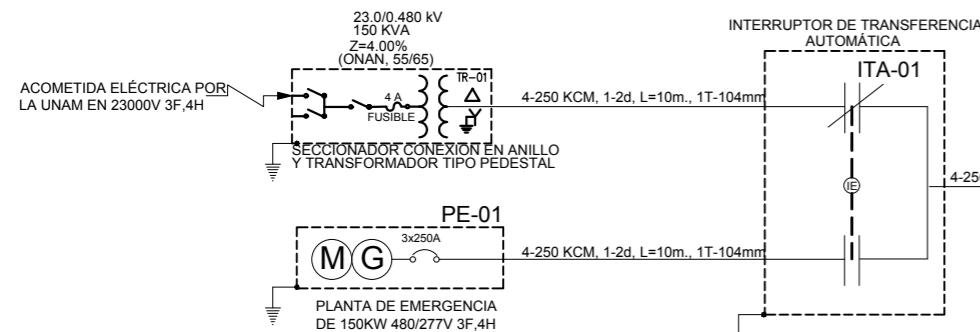 23.0/0.480 kV
150 KVA
Z=4.00%
(ONAN, 55/65)
ACOMETIDA ELÉCTRICA POR
LA UNAM EN 23000V 3F,4H
4 A
FUSIBLE
TR-01
SECCIONADOR CONEXION EN ANILLO
Y TRANSFORMADOR TIPO PEDESTAL
4-250 KCM, 1-2d, L=10m., 1T-104mm
INTERRUPTOR DE TRANSFERENCIA
AUTOMÁTICA
ITA-01
IE
4-250
PE-01
M G
3x250A
4-250 KCM, 1-2d, L=10m., 1T-104mm
PLANTA DE EMERGENCIA
DE 150KW 480/277V 3F,4H